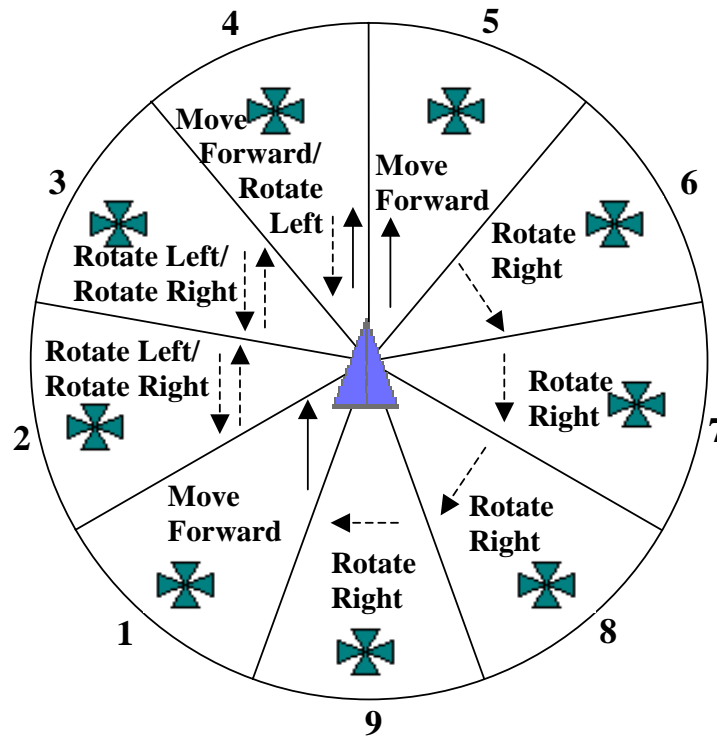 4
5
Move
Forward/
Rotate
Left
Move
Forward
3
6
Rotate Left/
Rotate Right
Rotate
Right
Rotate Left/
Rotate Right
Rotate
Right
2
7
Move
Forward
Rotate
Right
Rotate
Right
1
8
9